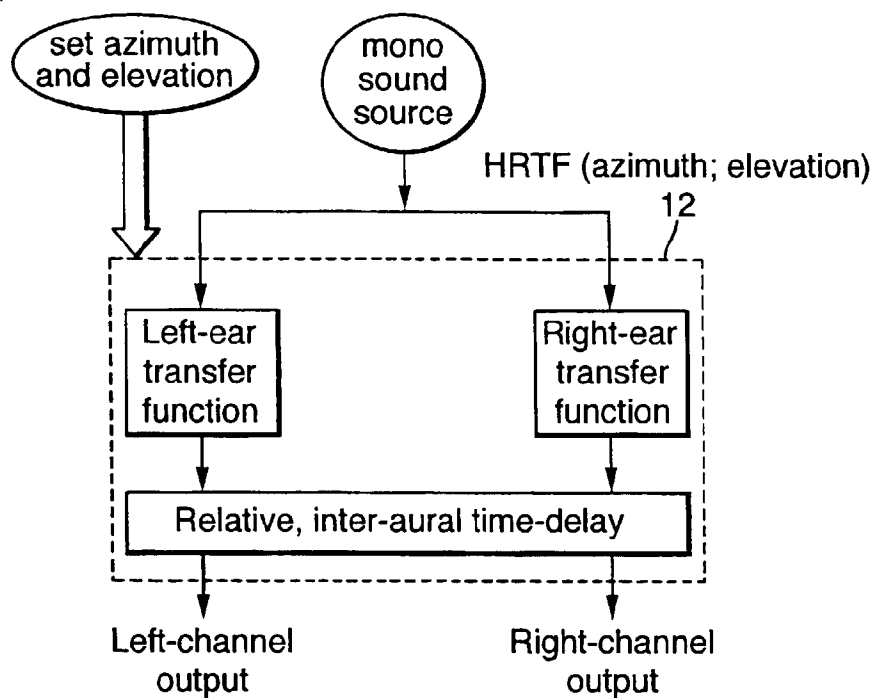 set azimuth
and elevation
mono
sound
source
HRTF (azimuth; elevation)
12
Left-ear
transfer
function
Right-ear
transfer
function
Relative, inter-aural time-delay
Left-channel
output
Right-channel
output